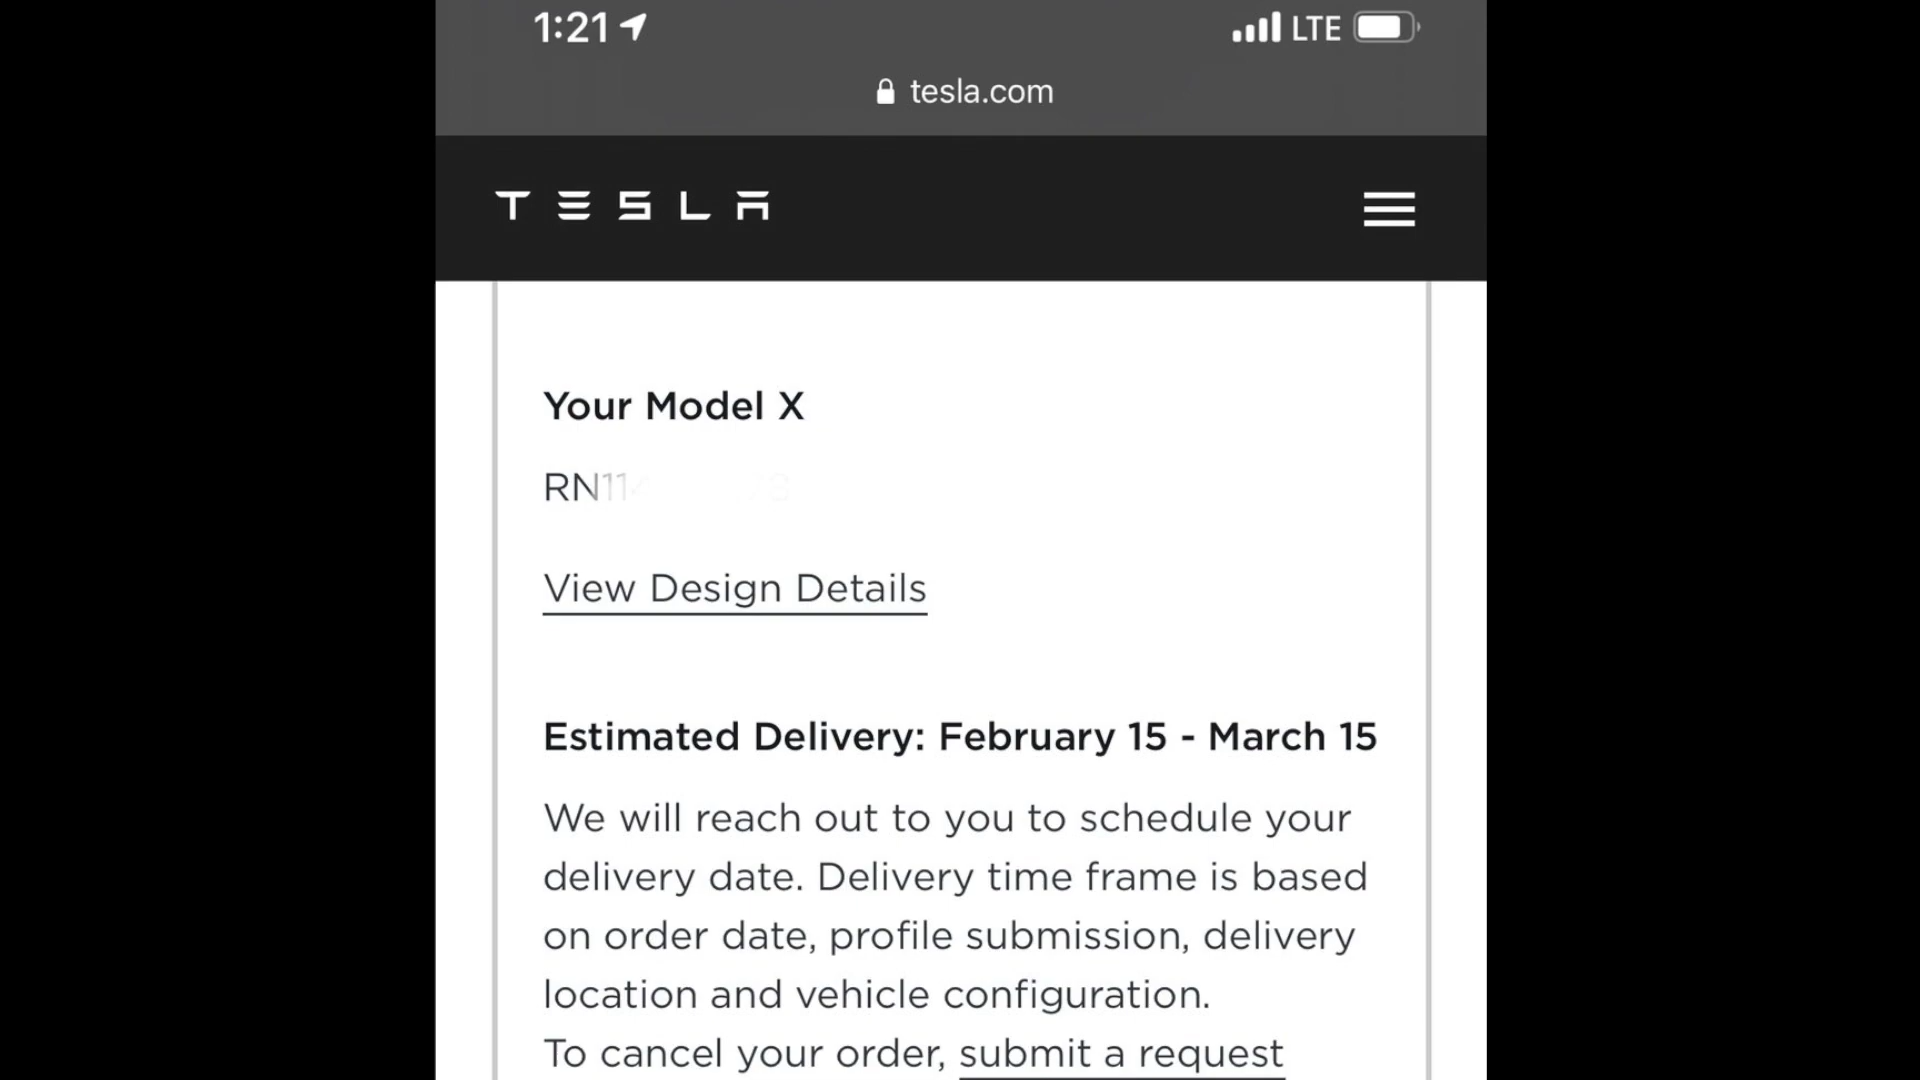 1:21 LTE
tesla.com
TESLA
Your Model X
View Design Details
Estimated Delivery: February 15 - March 15
We will reach out to you to schedule your
delivery date. Delivery time frame is based
on order date, profile submission, delivery
location and vehicle configuration.
To cancel your order, submit a request